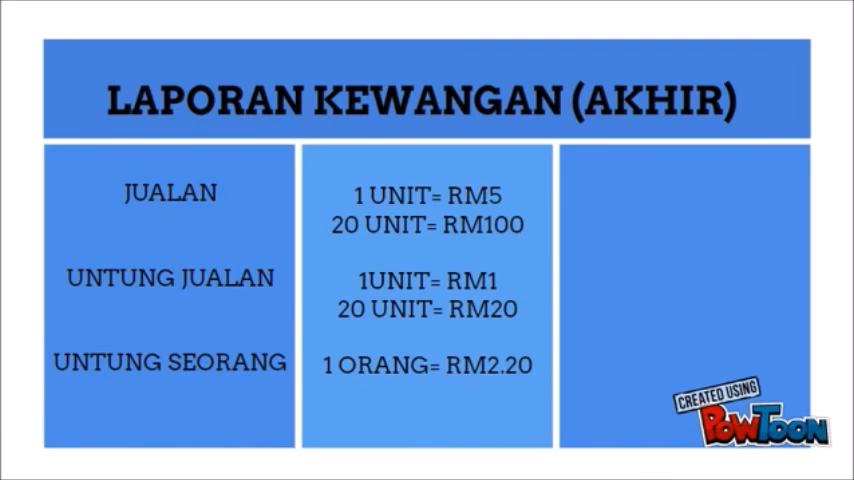 LAPORAN KEWANGAN (AKHIR)
JUALAN
1 UNIT= RM5
20 UNIT= RM100
UNTUNG JUALAN
1UNIT= RM1
20 UNIT= RM20
UNTUNG SEORANG
1 ORANG= RM2.20
CREATED USING
POWTOON